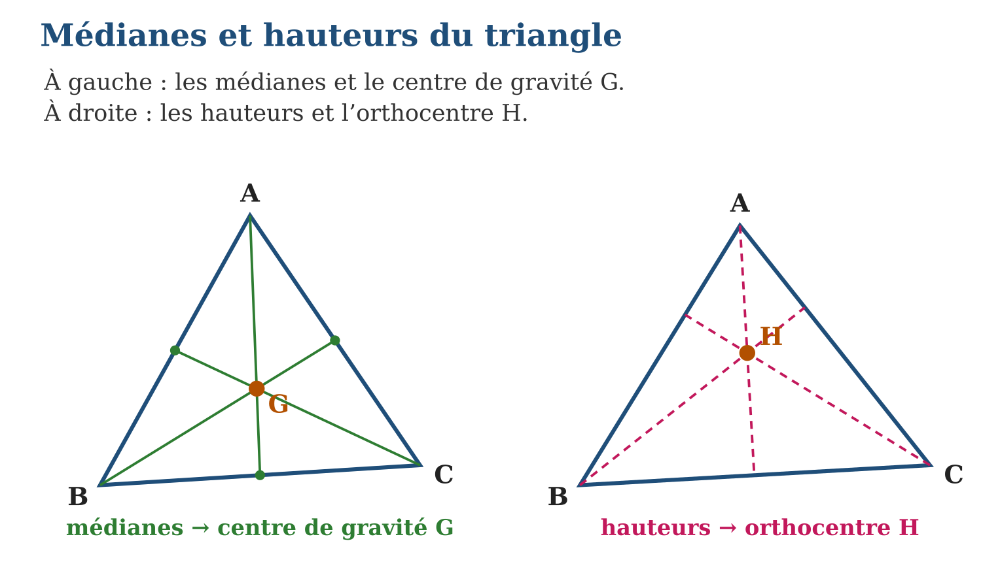 Médianes et hauteurs du triangle
À gauche : les médianes et le centre de gravité G.
À droite : les hauteurs et l’orthocentre H.
A
G
B
C
médianes → centre de gravité G
A
H
B
C
hauteurs → orthocentre H